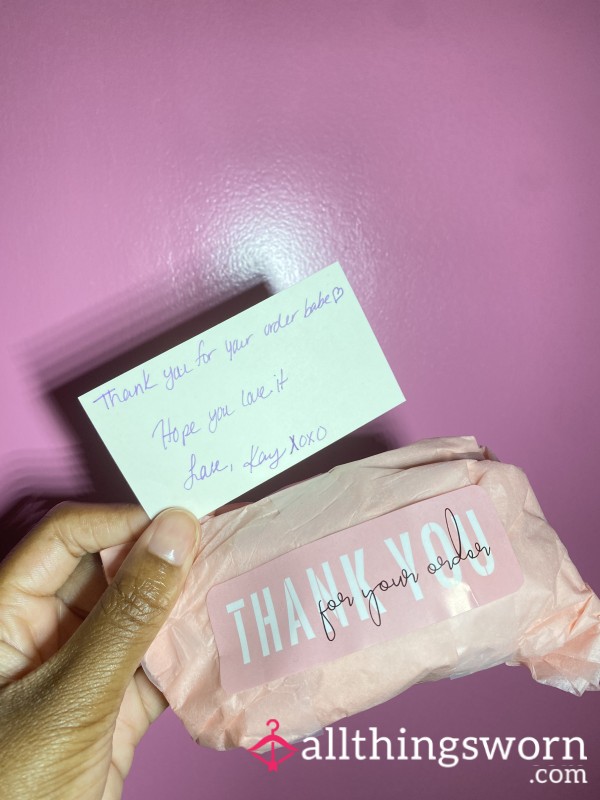 Thank you for your order babe♡
Hope you love it
Love, Kay XOXO
THANK YOU
for your order
allthingsworn
.com